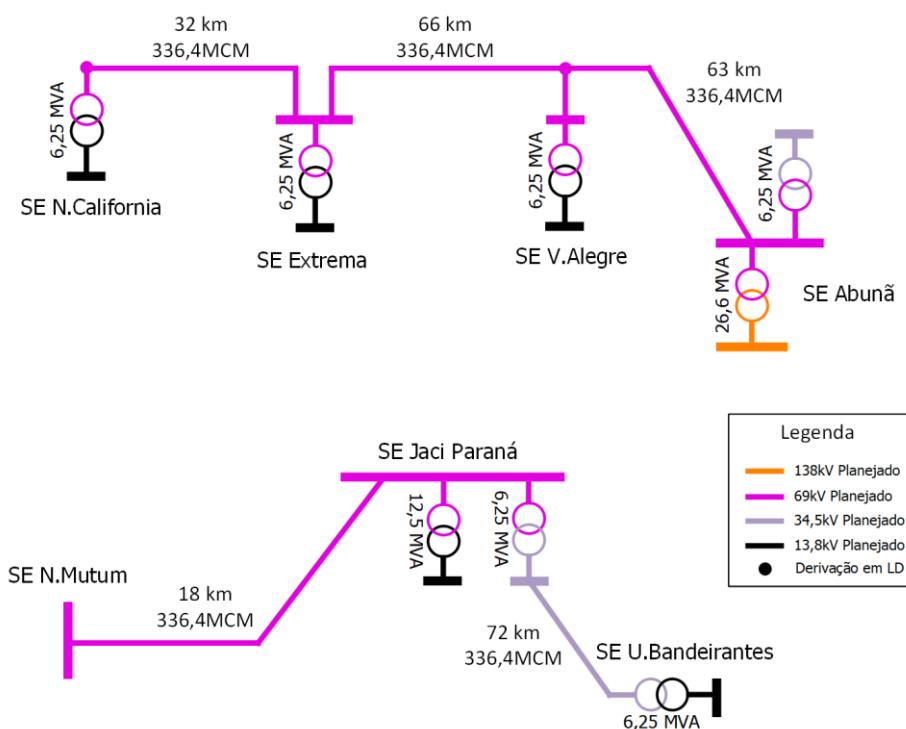 32 km
336,4MCM
66 km
336,4MCM
63 km
336,4MCM
6,25 MVA
6,25 MVA
6,25 MVA
6,25 MVA
26,6 MVA
SE N.California
SE Extrema
SE V.Alegre
SE Abunã
SE Jaci Paraná
12,5 MVA
6,25 MVA
SE N.Mutum
18 km
336,4MCM
72 km
336,4MCM
SE U.Bandeirantes
6,25 MVA
Legenda
138kV Planejado
69kV Planejado
34,5kV Planejado
13,8kV Planejado
Derivação em LD